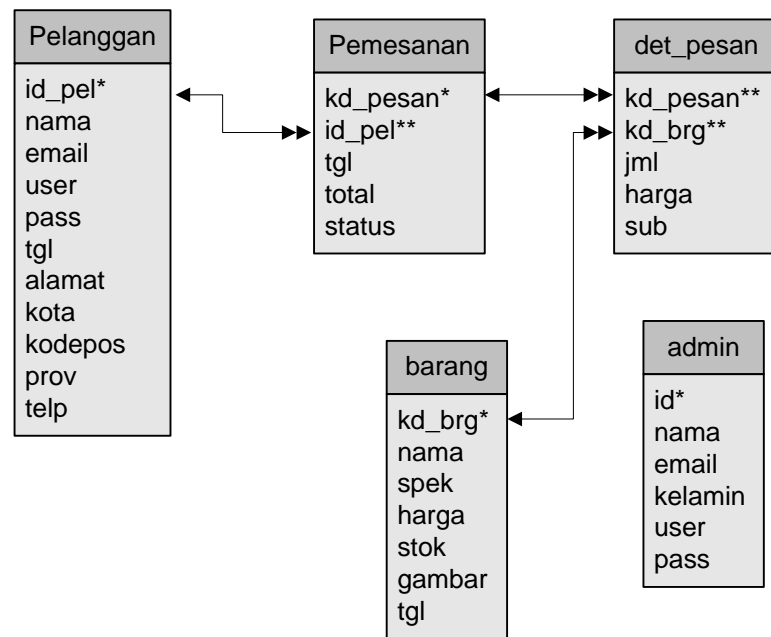 Pelanggan
id_pel*
nama
email
user
pass
tgl
alamat
kota
kodepos
prov
telp
Pemesanan
kd_pesan*
id_pel**
tgl
total
status
det_pesan
kd_pesan**
kd_brg**
jml
harga
sub
barang
kd_brg*
nama
spek
harga
stok
gambar
tgl
admin
id*
nama
email
kelamin
user
pass